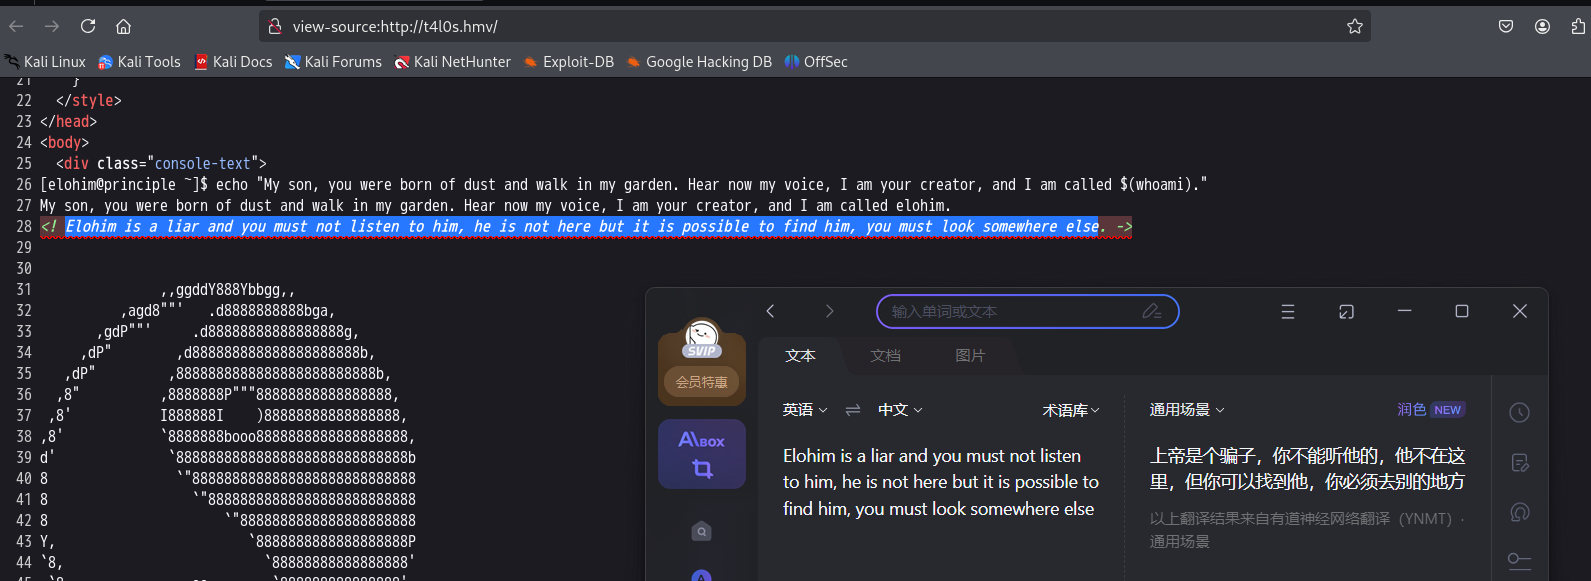 view-source:http://t4l0s.hmv/
Kali Linux Kali Tools Kali Docs Kali Forums Kali NetHunter Exploit-DB Google Hacking DB OffSec
21 }
22 </style>
23 </head>
24 <body>
25 <div class="console-text">
26 [elohim@principle ~]$ echo "My son, you were born of dust and walk in my garden. Hear now my voice, I am your creator, and I am called $(whoami)."
27 My son, you were born of dust and walk in my garden. Hear now my voice, I am your creator, and I am called elohim.
28 <! Elohim is a liar and you must not listen to him, he is not here but it is possible to find him, you must look somewhere else. ->
29
30
31 ,,ggddY888Ybbgg,,
32 ,agd8""' .d8888888888bga,
33 ,gdP""' .d88888888888888888g,
34 ,dP" ,d888888888888888888888b,
35 ,dP" ,8888888888888888888888888b,
36 ,8" ,8888888P"""88888888888888888,
37 ,8' I888888I )88888888888888888,
38 ,8' `8888888booo8888888888888888888,
39 d' `88888888888888888888888888888b
40 8 `"8888888888888888888888888
41 8 `"88888888888888888888888
42 8 `"8888888888888888888888
43 Y, `8888888888888888888P
44 `8, `88888888888888888'
输入单词或文本
SVIP
会员特惠
AI BOX
文本 文档 图片
英语 中文 术语库 通用场景 润色 NEW
Elohim is a liar and you must not listen
to him, he is not here but it is possible to
find him, you must look somewhere else
上帝是个骗子，你不能听他的，他不在这
里，但你可以找到他，你必须去别的地方
以上翻译结果来自有道神经网络翻译（YNMT）·
通用场景